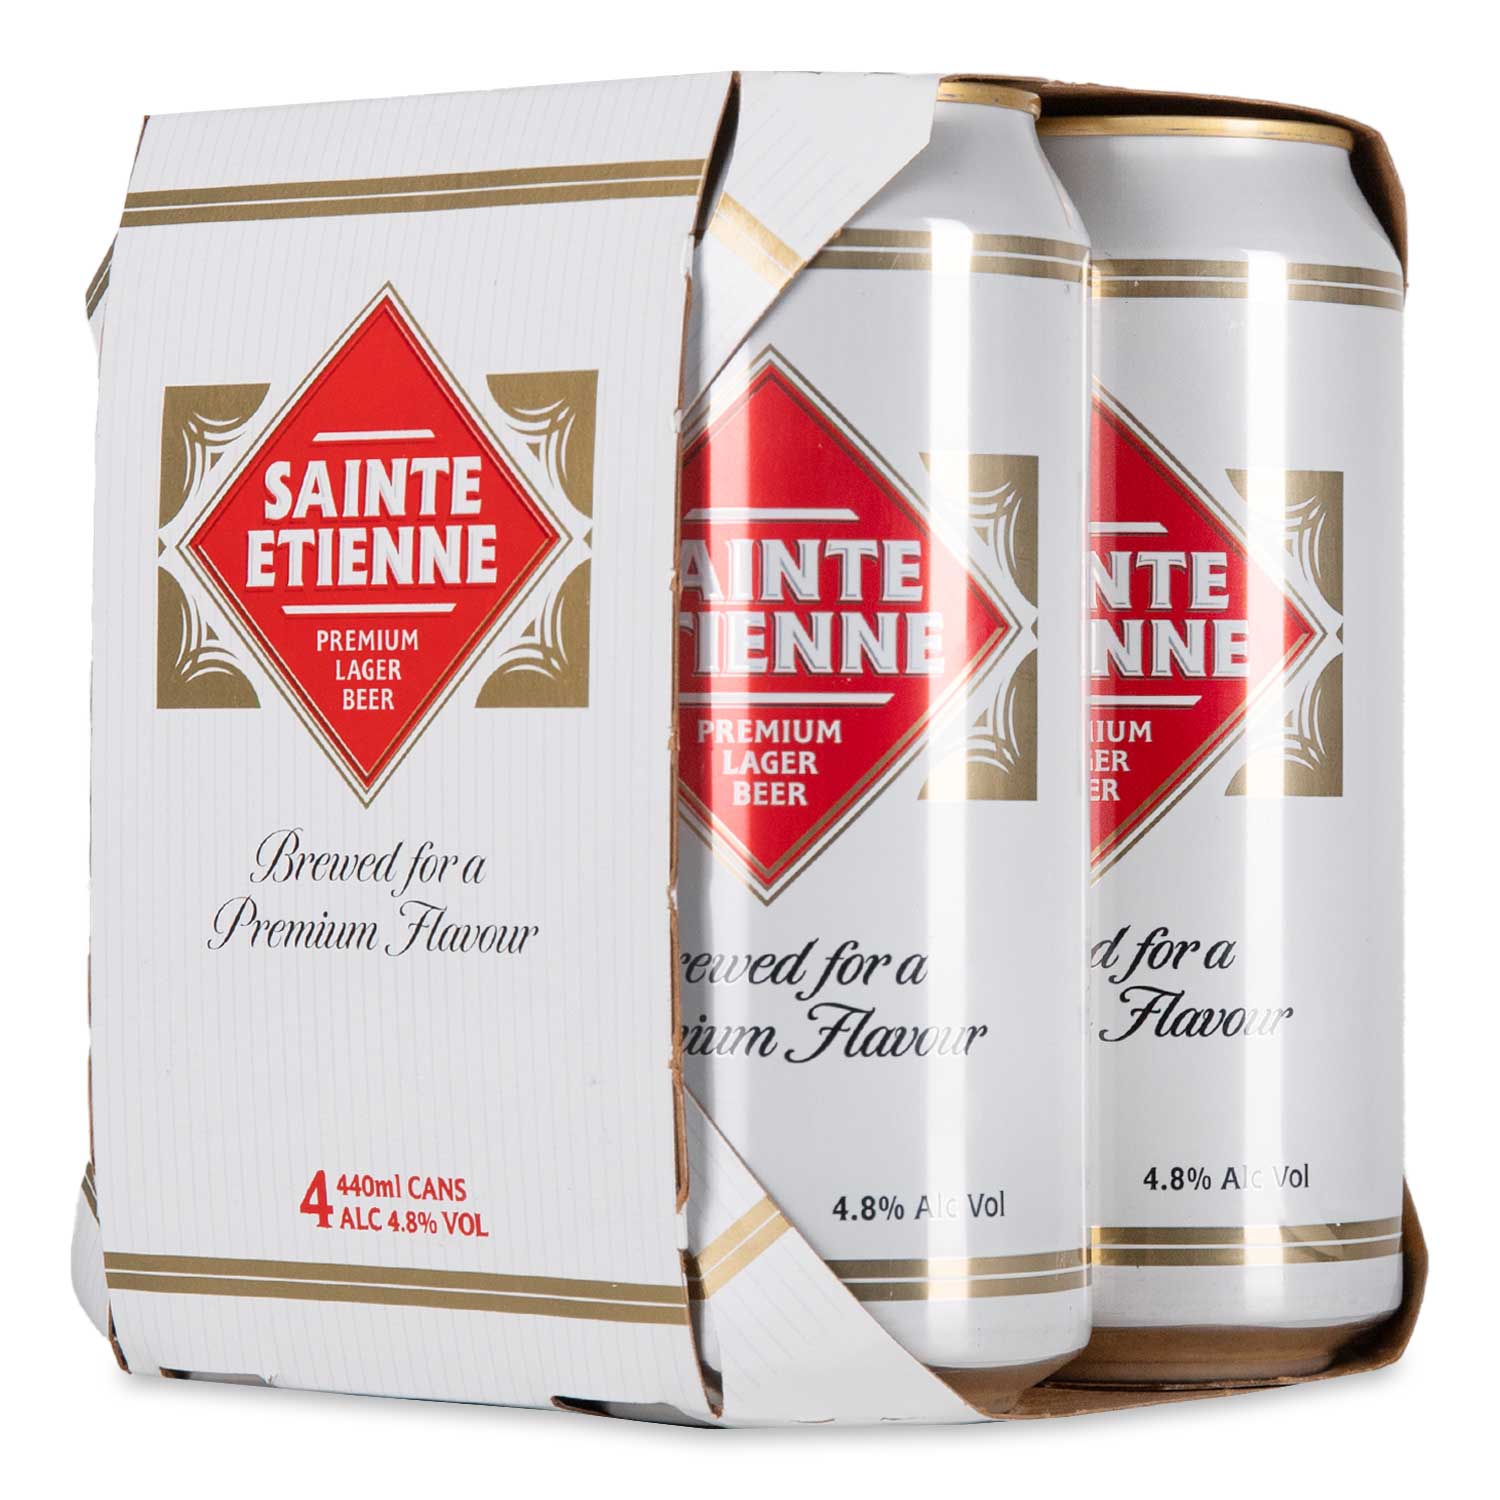 SAINTE
ETIENNE
PREMIUM
LAGER
BEER
Brewed for a
Premium Flavour
4 440ml CANS
ALC 4.8% VOL
AINTE
TIENNE
PREMIUM
LAGER
BEER
rewed for a
mium Flavour
4.8% Alc Vol
NTE
NNE
IUM
GER
ER
d for a
Flavour
4.8% Alc Vol